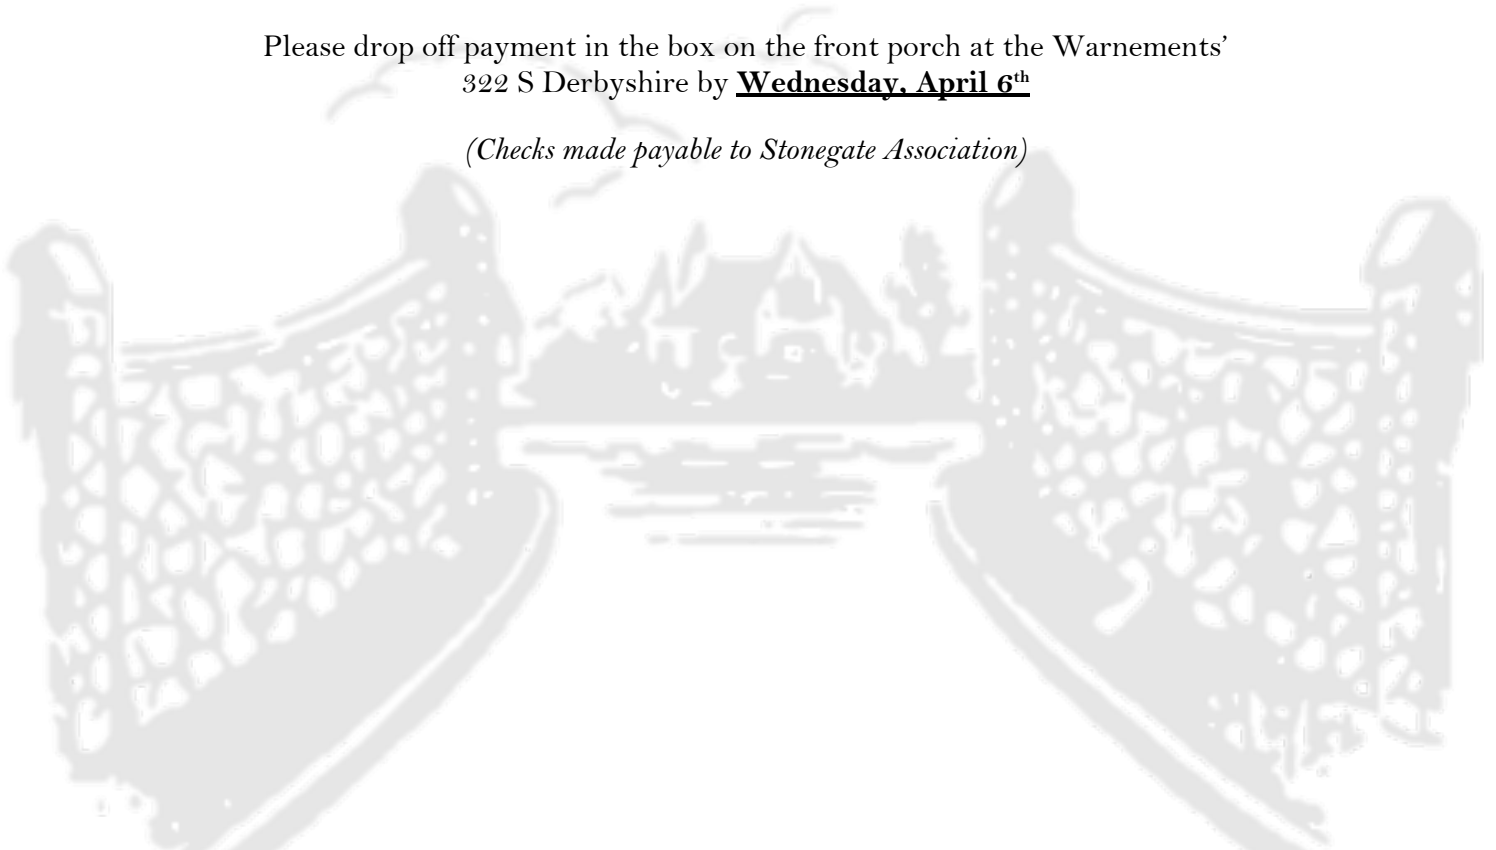 Please drop off payment in the box on the front porch at the Warnements’
322 S Derbyshire by Wednesday, April 6th
(Checks made payable to Stonegate Association)